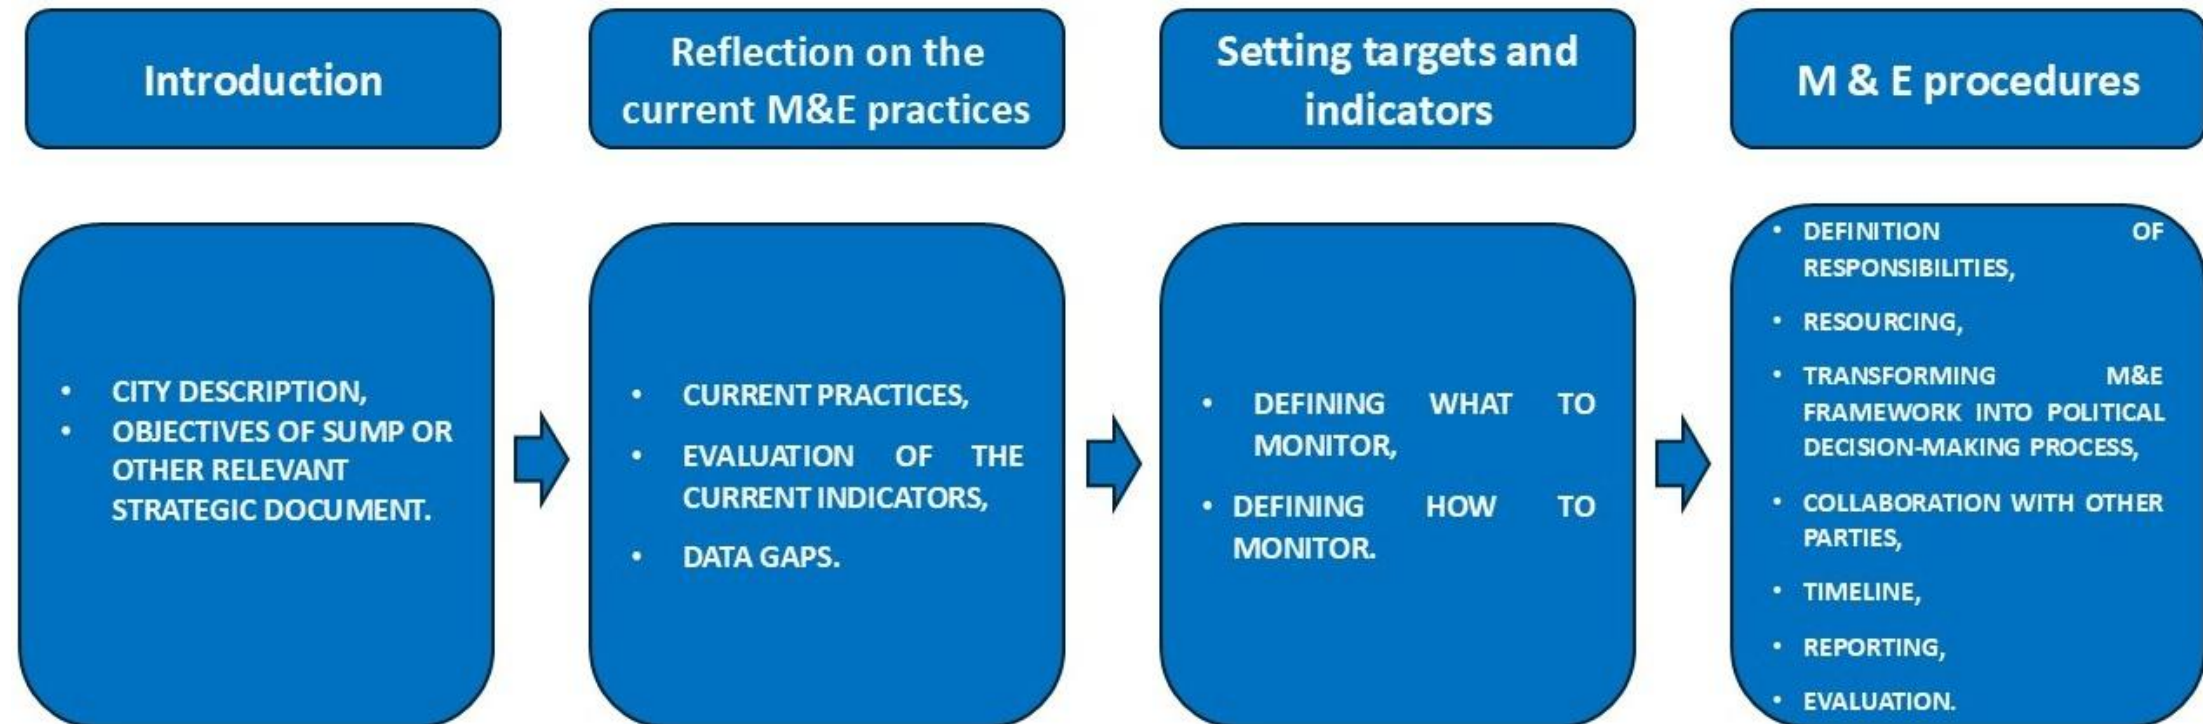 Introduction
Reflection on the
current M&E practices
Setting targets and
indicators
M & E procedures
• CITY DESCRIPTION,
• OBJECTIVES OF SUMP OR
OTHER RELEVANT
STRATEGIC DOCUMENT.
• CURRENT PRACTICES,
• EVALUATION OF THE
CURRENT INDICATORS,
• DATA GAPS.
• DEFINING WHAT TO
MONITOR,
• DEFINING HOW TO
MONITOR.
• DEFINITION OF
RESPONSIBILITIES,
• RESOURCING,
• TRANSFORMING M&E
FRAMEWORK INTO POLITICAL
DECISION-MAKING PROCESS,
• COLLABORATION WITH OTHER
PARTIES,
• TIMELINE,
• REPORTING,
• EVALUATION.